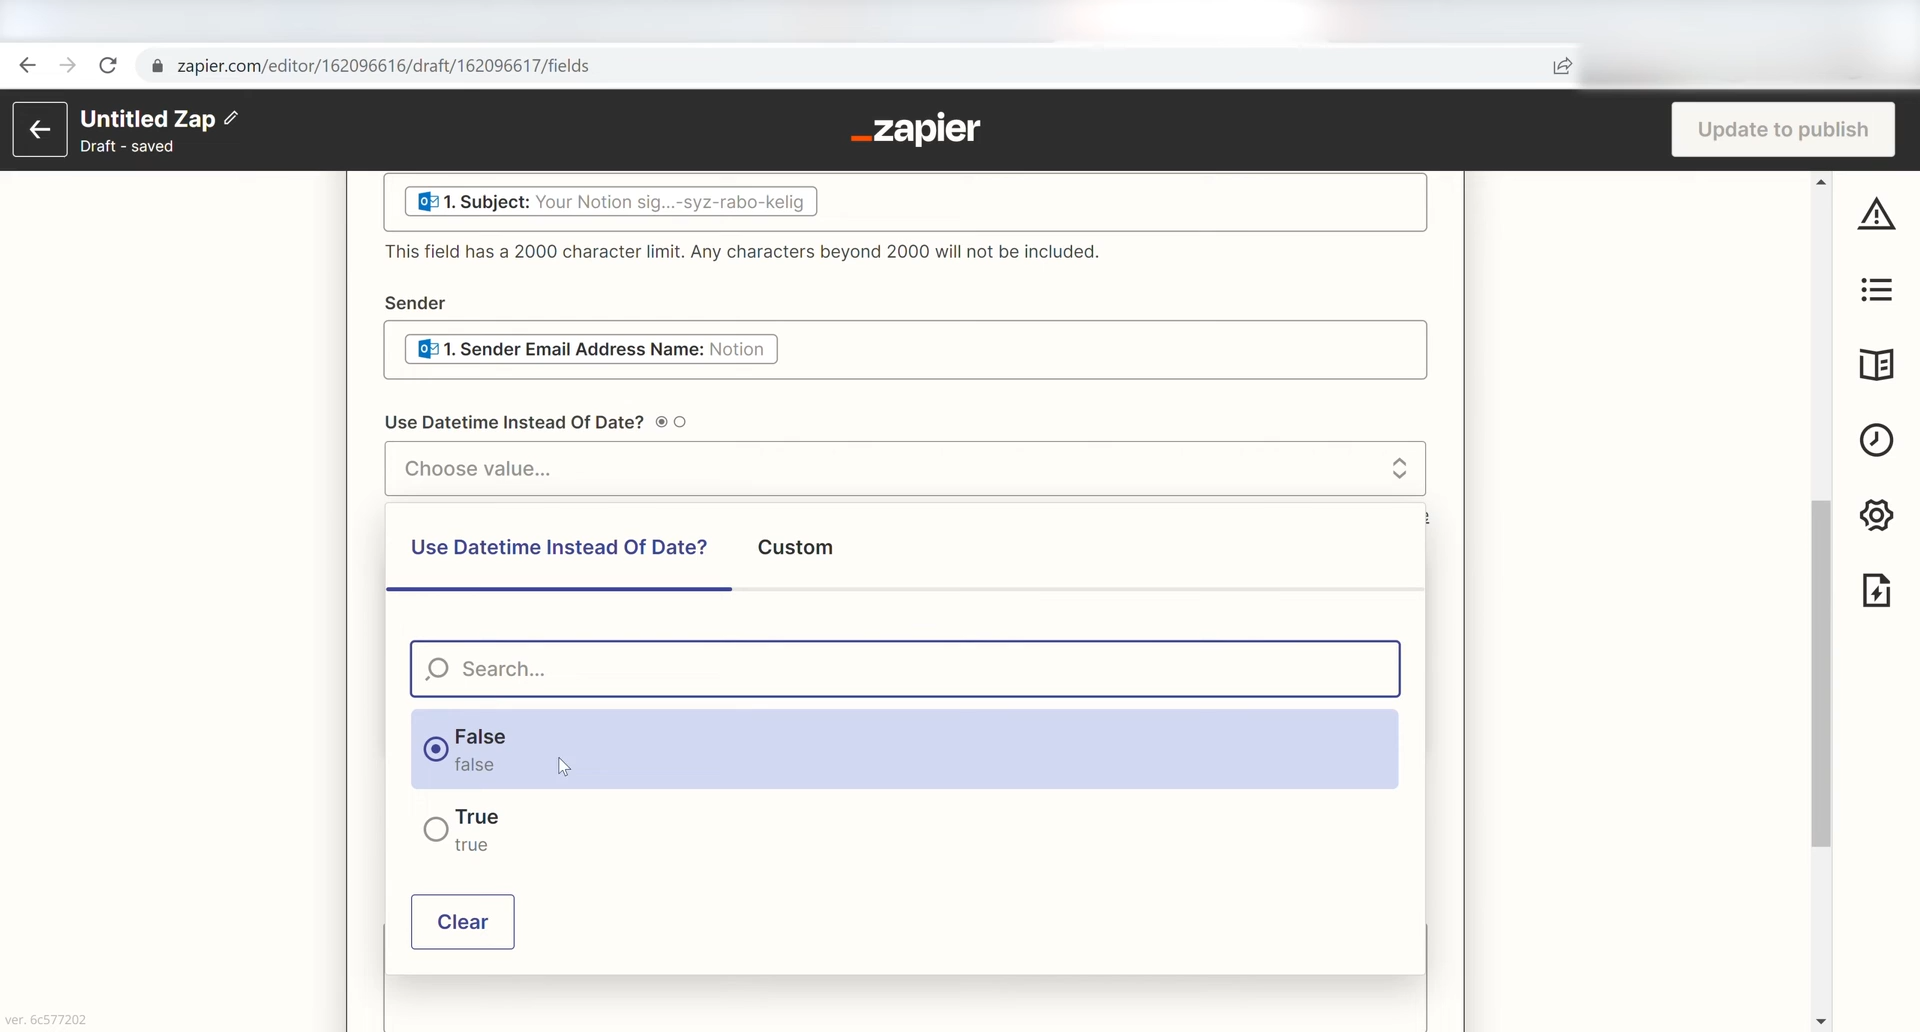 zapier.com/editor/162096616/draft/162096617/fields
Untitled Zap
Draft - saved
_zapier
Update to publish
1. Subject: Your Notion sig...-syz-rabo-kelig
This field has a 2000 character limit. Any characters beyond 2000 will not be included.
Sender
1. Sender Email Address Name: Notion
Use Datetime Instead Of Date?
Choose value...
Use Datetime Instead Of Date?
Custom
Search...
False
false
True
true
Clear
ver. 6c577202